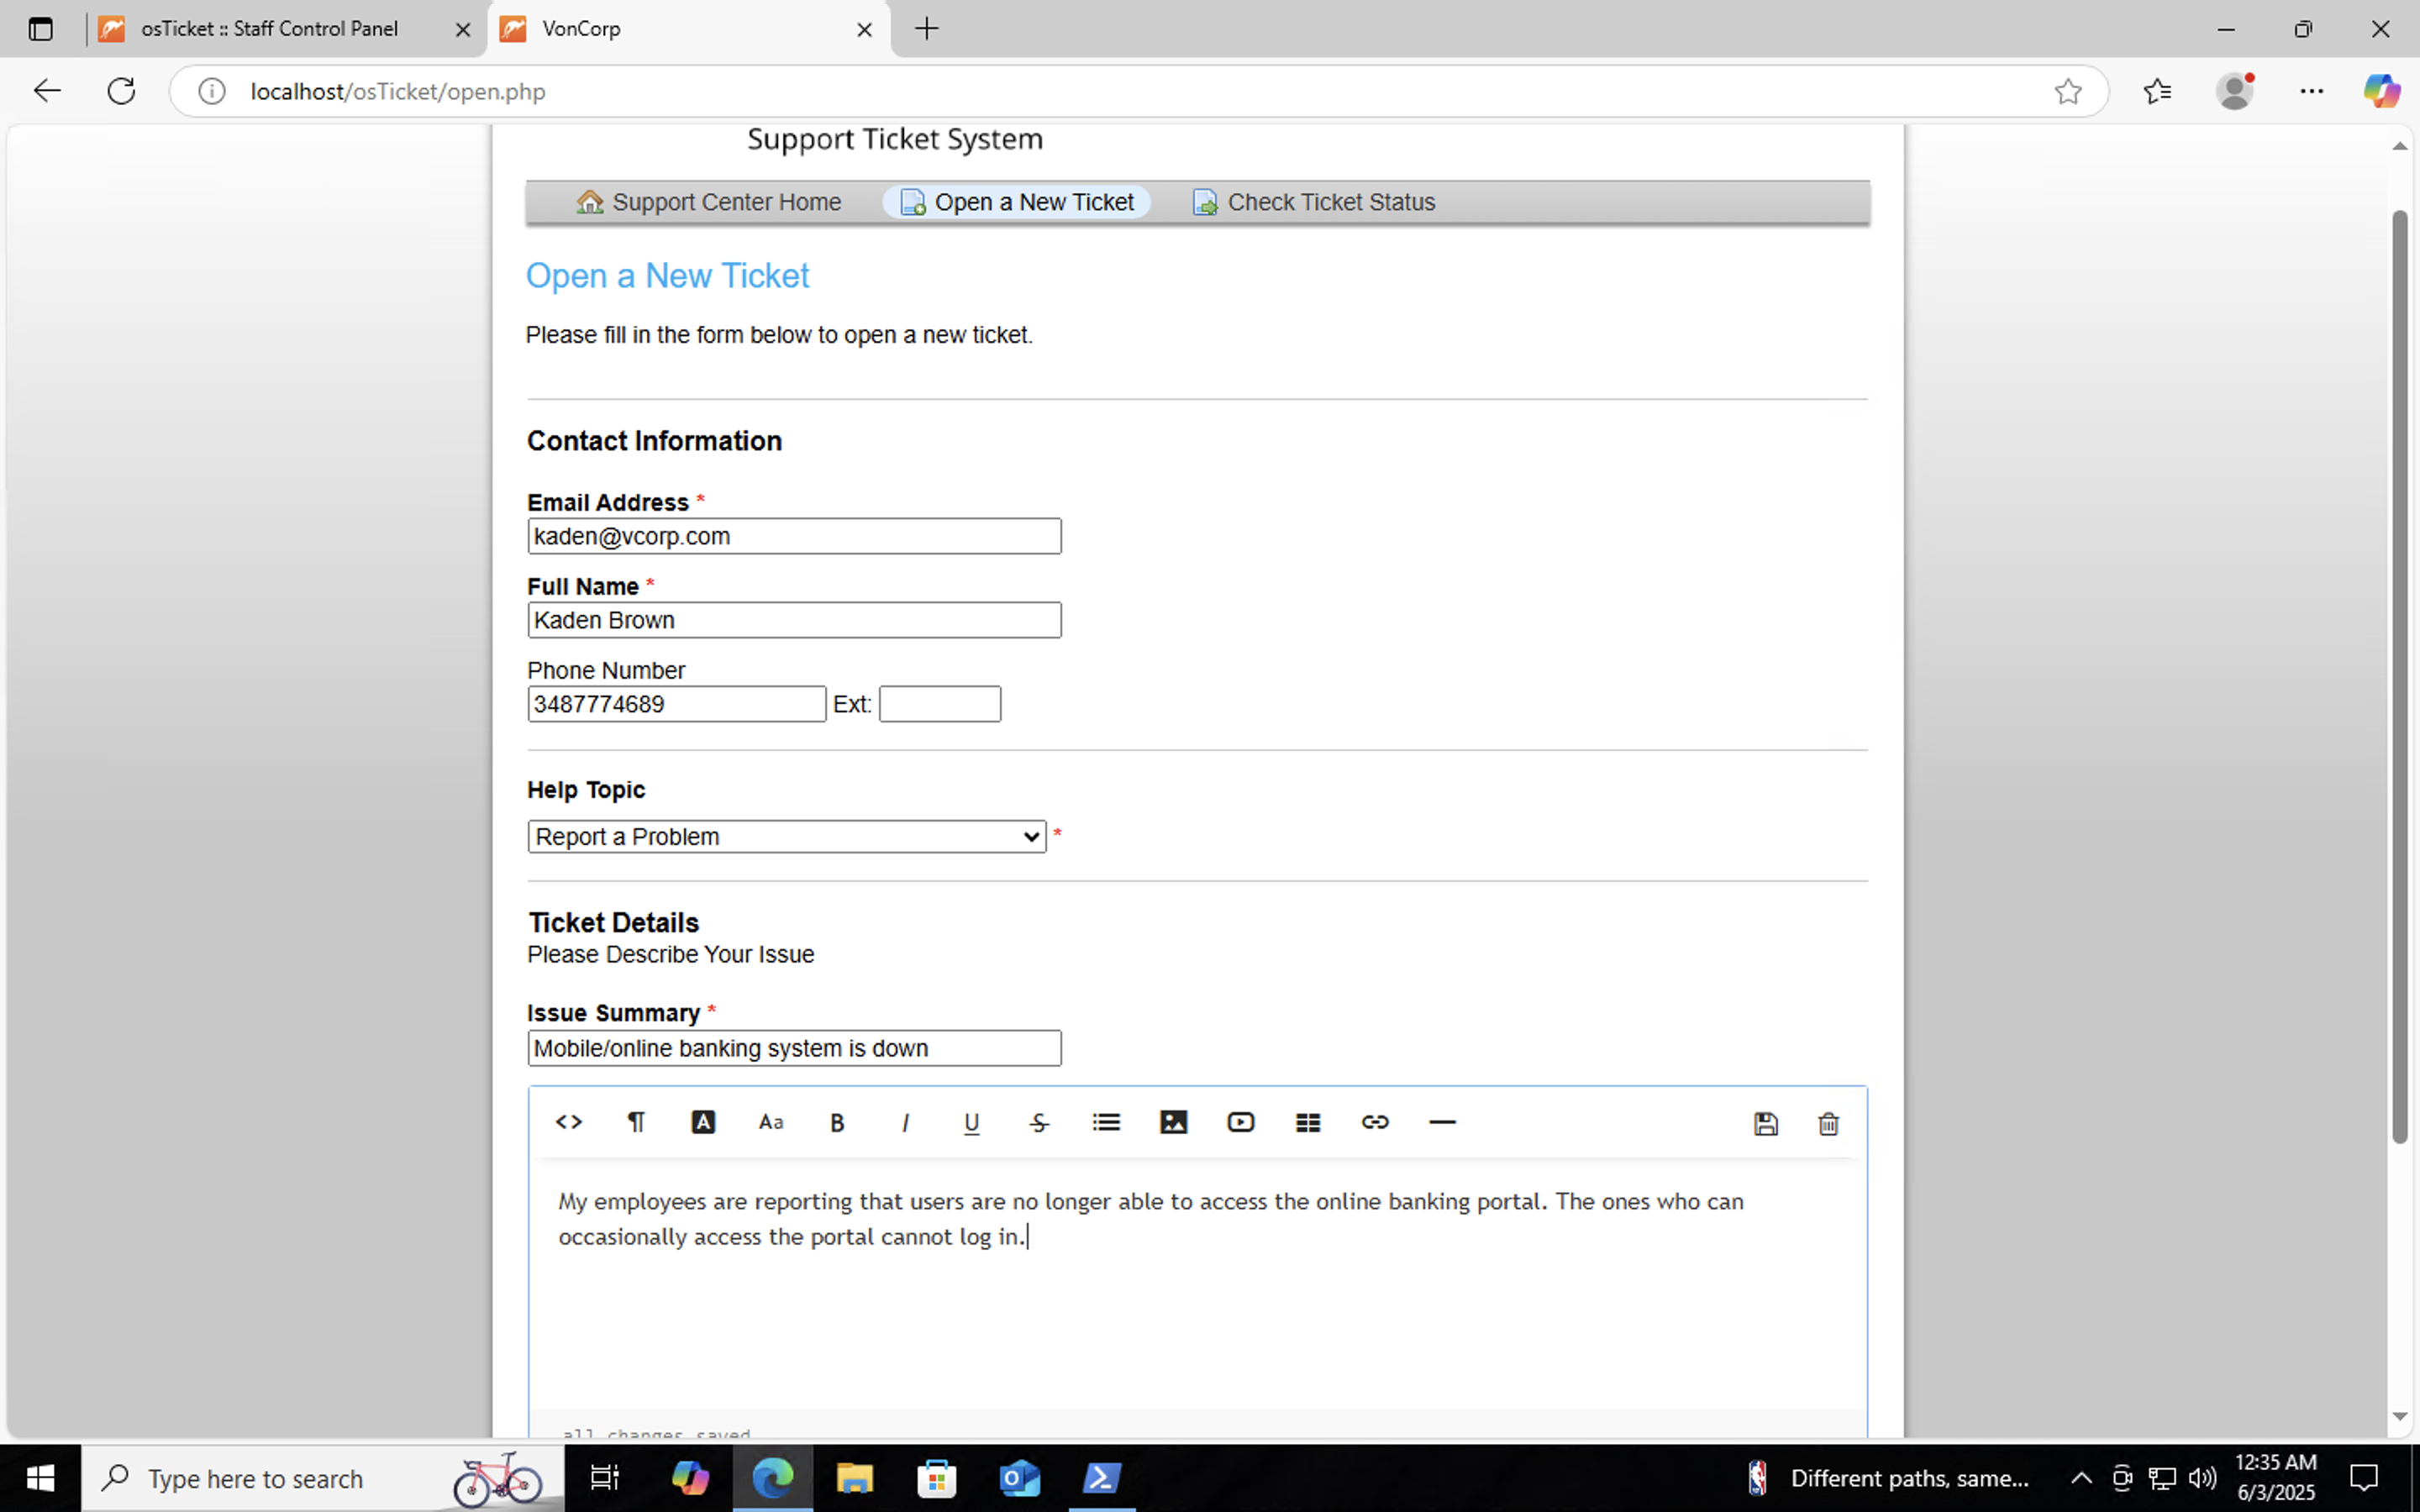 osTicket :: Staff Control Panel
VonCorp
localhost/osTicket/open.php
Support Ticket System
Support Center Home
Open a New Ticket
Check Ticket Status
Open a New Ticket
Please fill in the form below to open a new ticket.
Contact Information
Email Address *
kaden@vcorp.com
Full Name *
Kaden Brown
Phone Number
3487774689 Ext:
Help Topic
Report a Problem *
Ticket Details
Please Describe Your Issue
Issue Summary *
Mobile/online banking system is down
<> ¶ A Aa B I U S
My employees are reporting that users are no longer able to access the online banking portal. The ones who can
occasionally access the portal cannot log in.
all changes saved
Type here to search
Different paths, same...
12:35 AM
6/3/2025